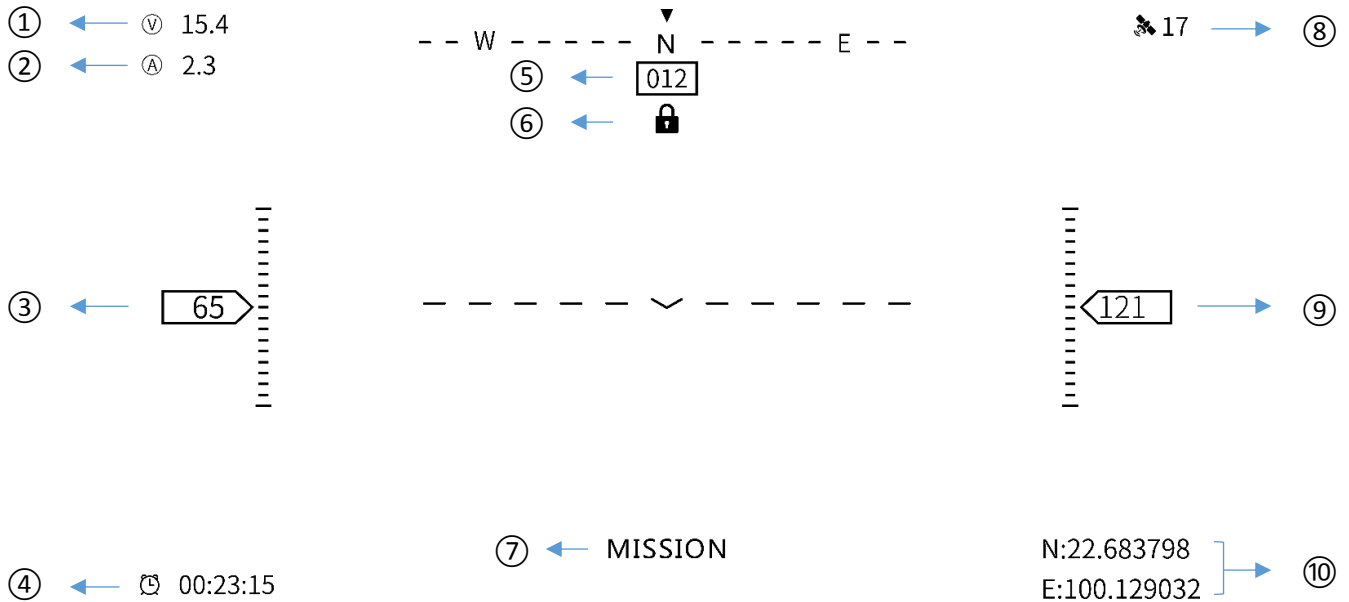 ① Ⓥ 15.4
② Ⓐ 2.3
W N E
⑤ 012
⑥
17 ⑧
③ 65
121 ⑨
⑦ MISSION
④ 00:23:15
N:22.683798
E:100.129032
⑩